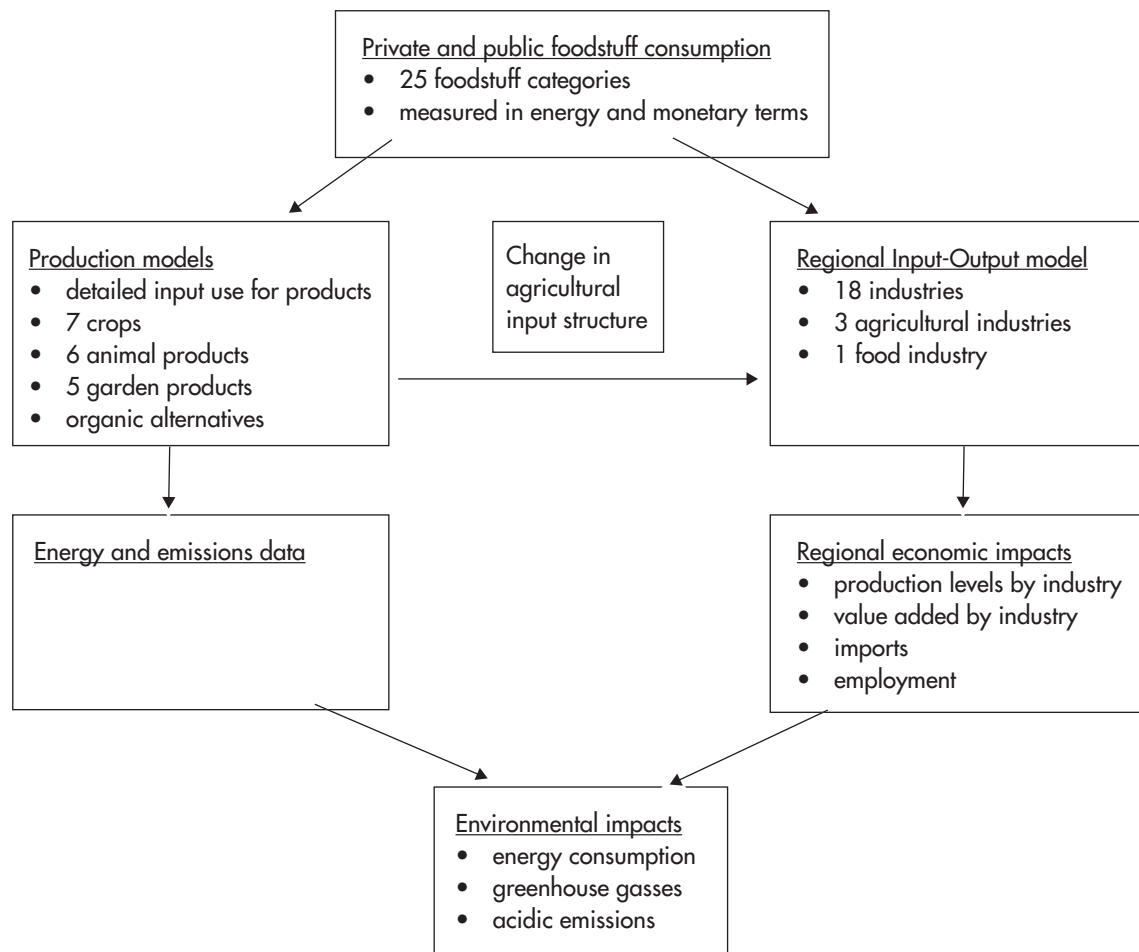 Private and public foodstuff consumption
• 25 foodstuff categories
• measured in energy and monetary terms
Production models
• detailed input use for products
• 7 crops
• 6 animal products
• 5 garden products
• organic alternatives
Change in
agricultural
input structure
Regional Input-Output model
• 18 industries
• 3 agricultural industries
• 1 food industry
Energy and emissions data
Regional economic impacts
• production levels by industry
• value added by industry
• imports
• employment
Environmental impacts
• energy consumption
• greenhouse gasses
• acidic emissions